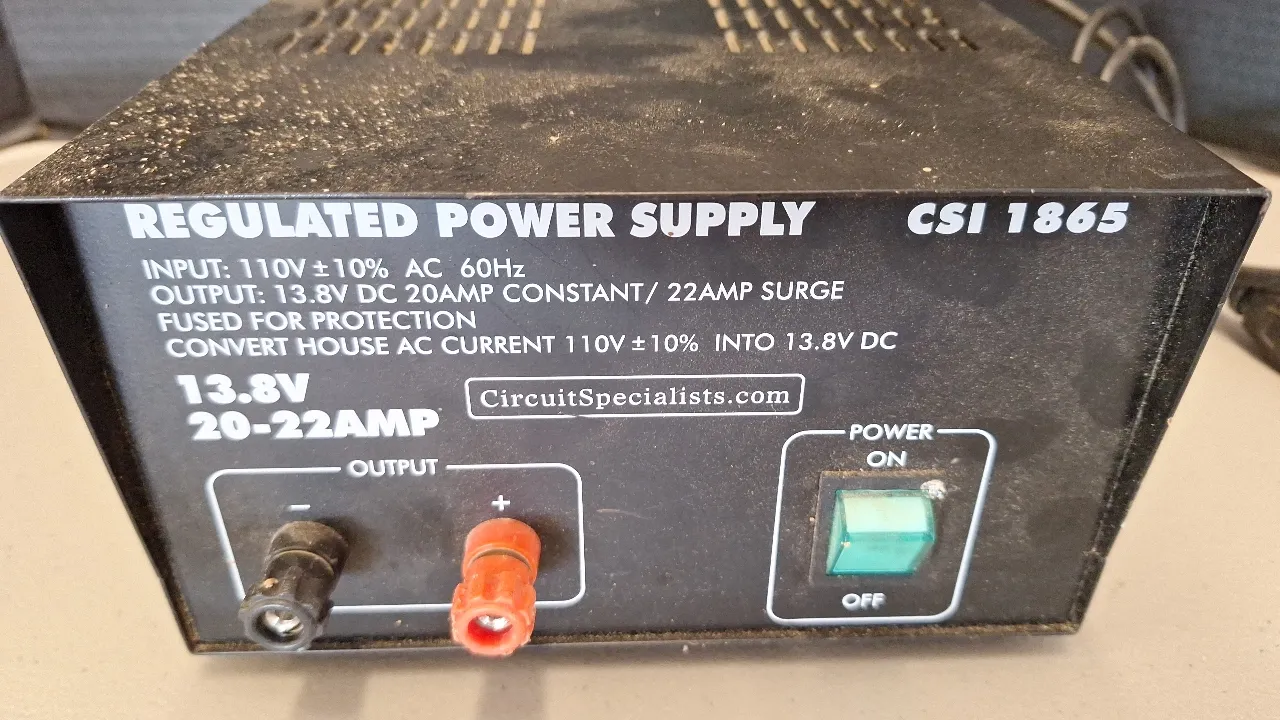 REGULATED POWER SUPPLY CSI 1865
INPUT: 110V ±10% AC 60Hz
OUTPUT: 13.8V DC 20AMP CONSTANT/ 22AMP SURGE
FUSED FOR PROTECTION
CONVERT HOUSE AC CURRENT 110V ±10% INTO 13.8V DC
13.8V
20-22AMP
CircuitSpecialists.com
OUTPUT
− +
POWER
ON
OFF